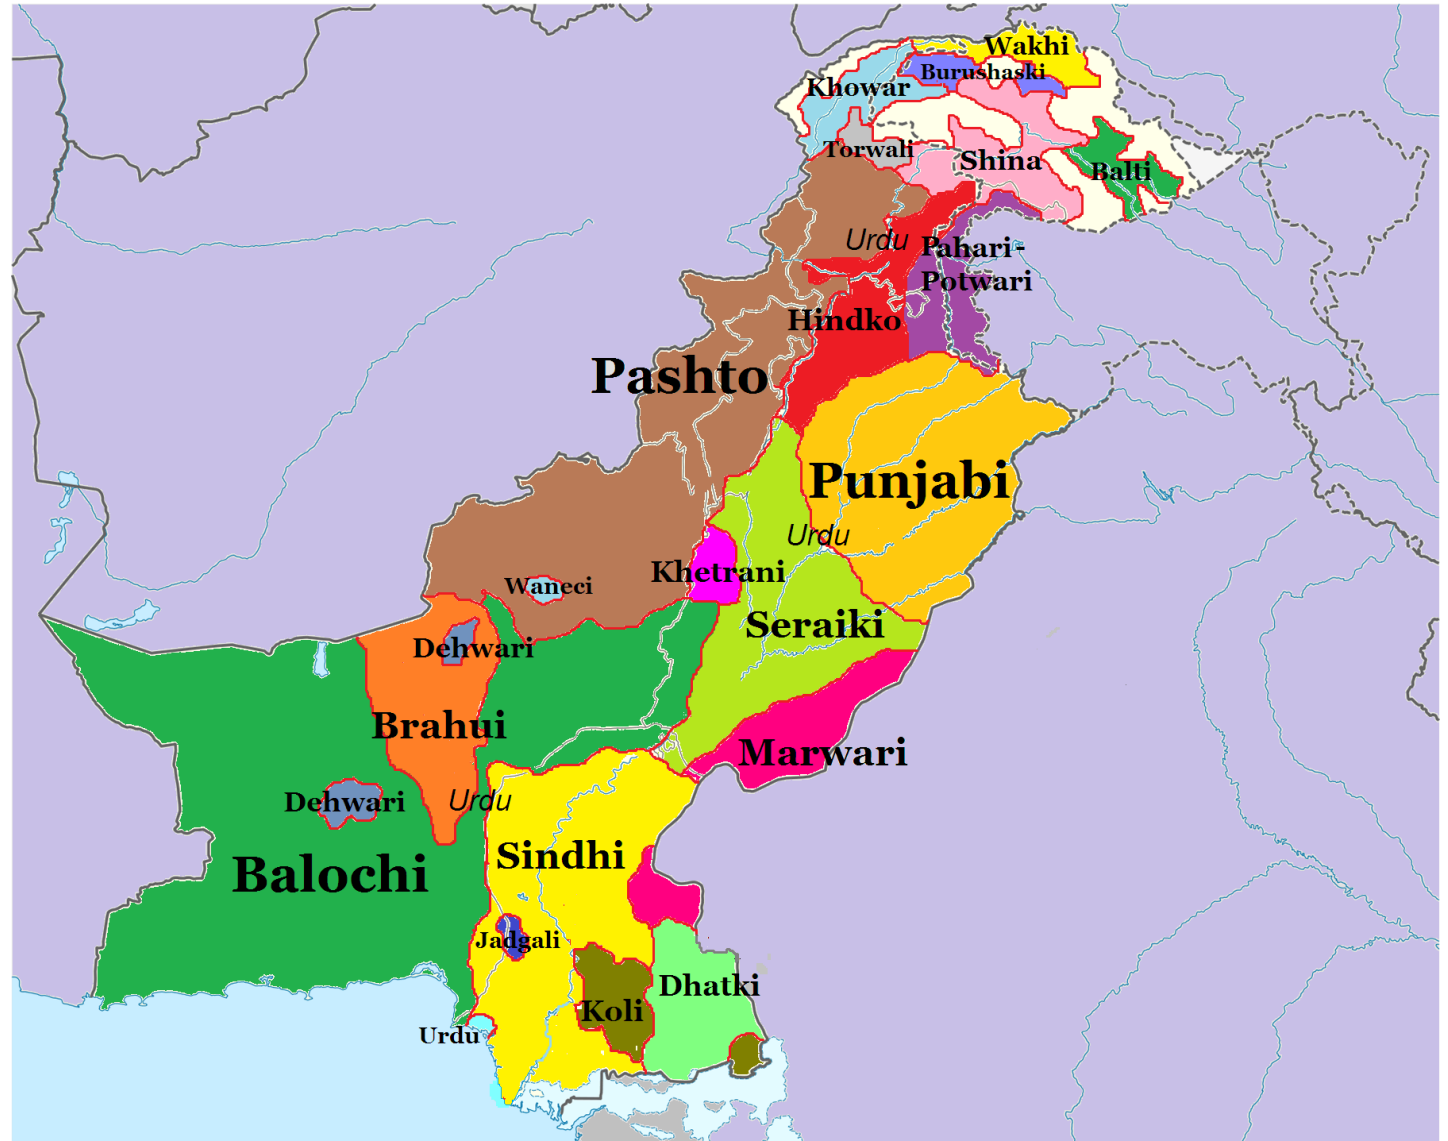 Wakhi
Burushaski
Khowar
Torwali
Shina
Balti
Urdu
Pahari-
Potwari
Hindko
Pashto
Punjabi
Urdu
Khetrani
Waneci
Seraiki
Dehwari
Brahui
Marwari
Dehwari
Urdu
Sindhi
Balochi
Jadgali
Dhatki
Koli
Urdu